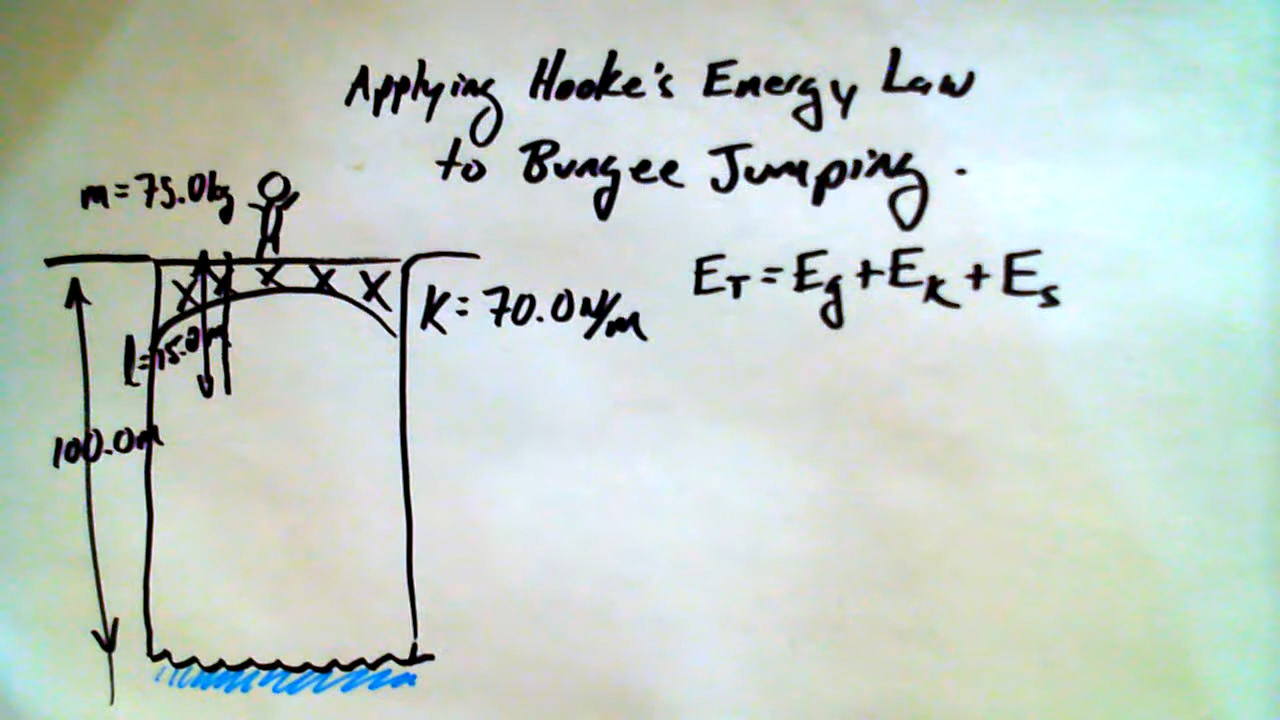 Applying Hooke's Energy Law
to Bungee Jumping.
m=75.0kg
E_T = E_g + E_k + E_s
K=70.0N/m
l=15.0m
100.0m